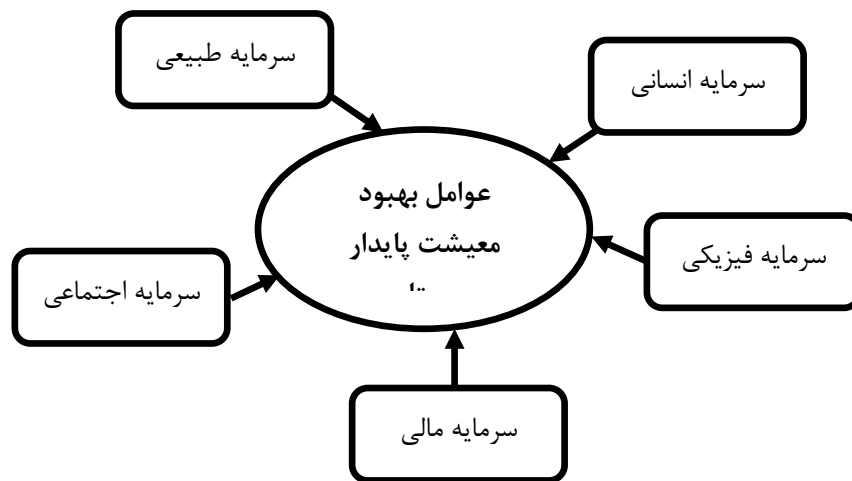 سرمایه طبیعی
سرمایه انسانی
عوامل بهبود
معیشت پایدار
سرمایه فیزیکی
سرمایه اجتماعی
سرمایه مالی